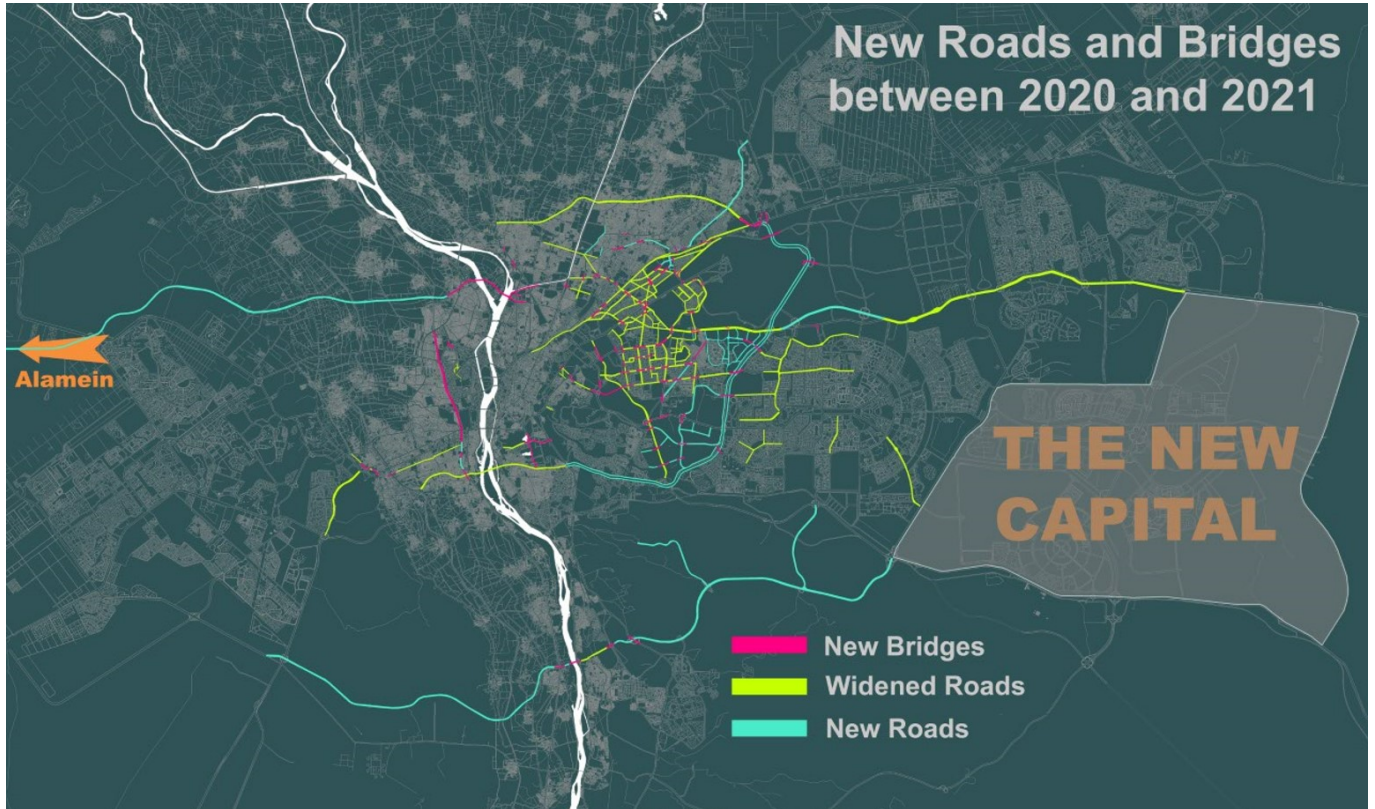 New Roads and Bridges
between 2020 and 2021
Alamein
THE NEW
CAPITAL
New Bridges
Widened Roads
New Roads